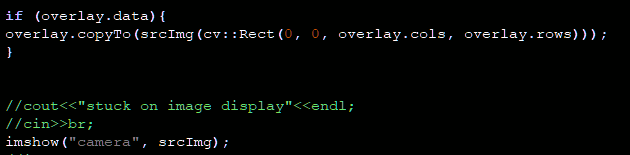 if (overlay.data){
overlay.copyTo(srcImg(cv::Rect(0, 0, overlay.cols, overlay.rows)));
}
//cout<<"stuck on image display"<<endl;
//cin>>br;
imshow("camera", srcImg);